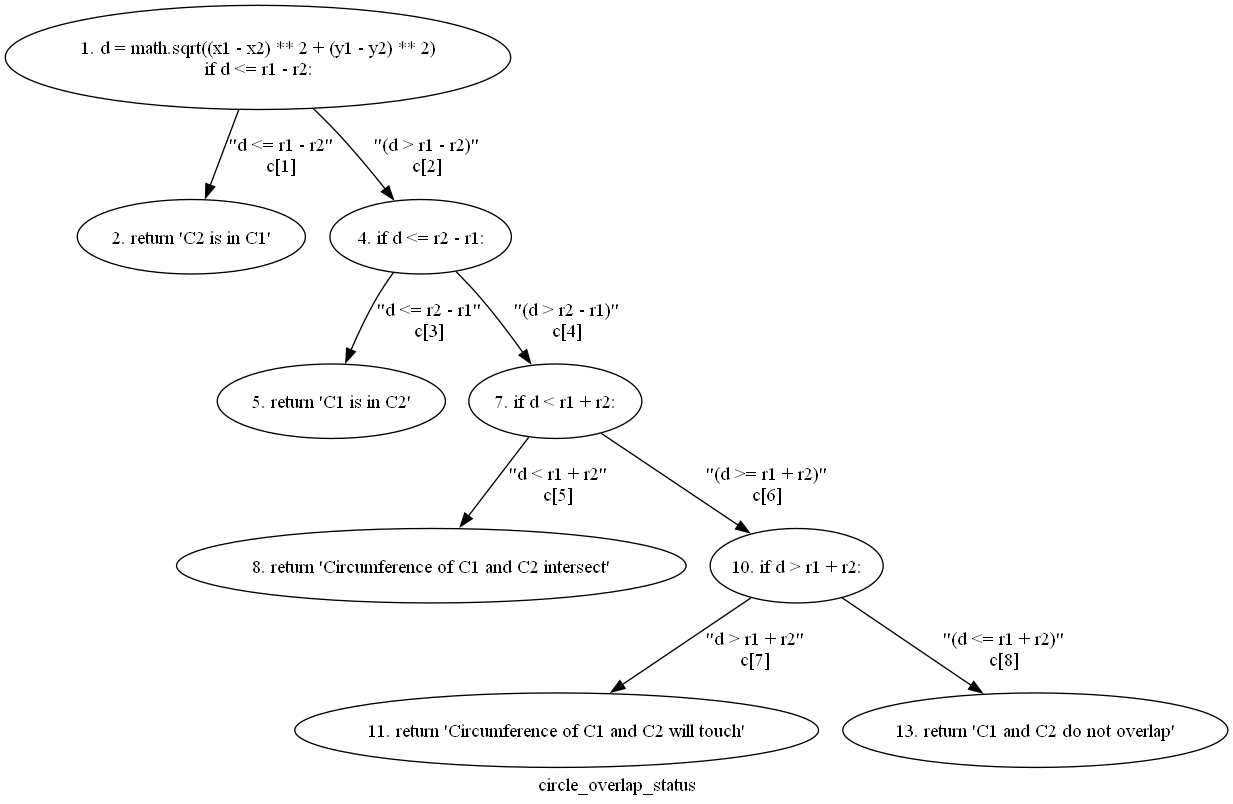 1. d = math.sqrt((x1 - x2) ** 2 + (y1 - y2) ** 2)
if d <= r1 - r2:
"d <= r1 - r2"
c[1]
"(d > r1 - r2)"
c[2]
2. return 'C2 is in C1'
4. if d <= r2 - r1:
"d <= r2 - r1"
c[3]
"(d > r2 - r1)"
c[4]
5. return 'C1 is in C2'
7. if d < r1 + r2:
"d < r1 + r2"
c[5]
"(d >= r1 + r2)"
c[6]
8. return 'Circumference of C1 and C2 intersect'
10. if d > r1 + r2:
"d > r1 + r2"
c[7]
"(d <= r1 + r2)"
c[8]
11. return 'Circumference of C1 and C2 will touch'
13. return 'C1 and C2 do not overlap'
circle_overlap_status